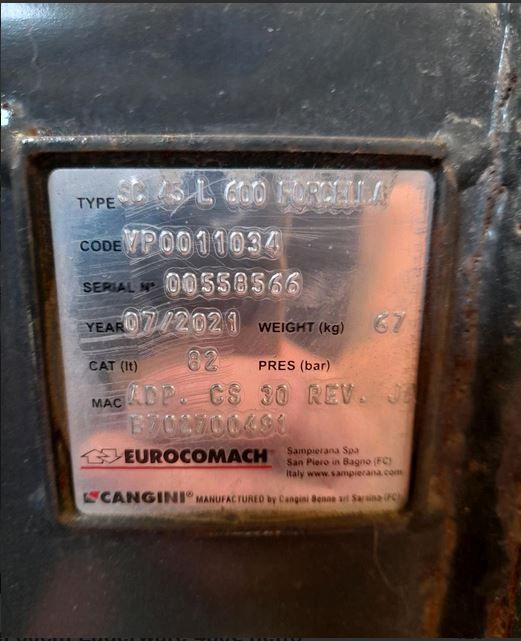 TYPE SC 45 L 600 FORCELLA
CODE VP0011034
SERIAL N° 00558566
YEAR 07/2021 WEIGHT (kg) 67
CAT (lt) 82 PRES (bar)
MAC ADP. CS 30 REV.
B702700491
EUROCOMACH® Sampierana Spa
San Piero in Bagno (FC)
Italy www.sampierana.com
CANGINI® MANUFACTURED by Cangini Benne srl Sarsina (FC)